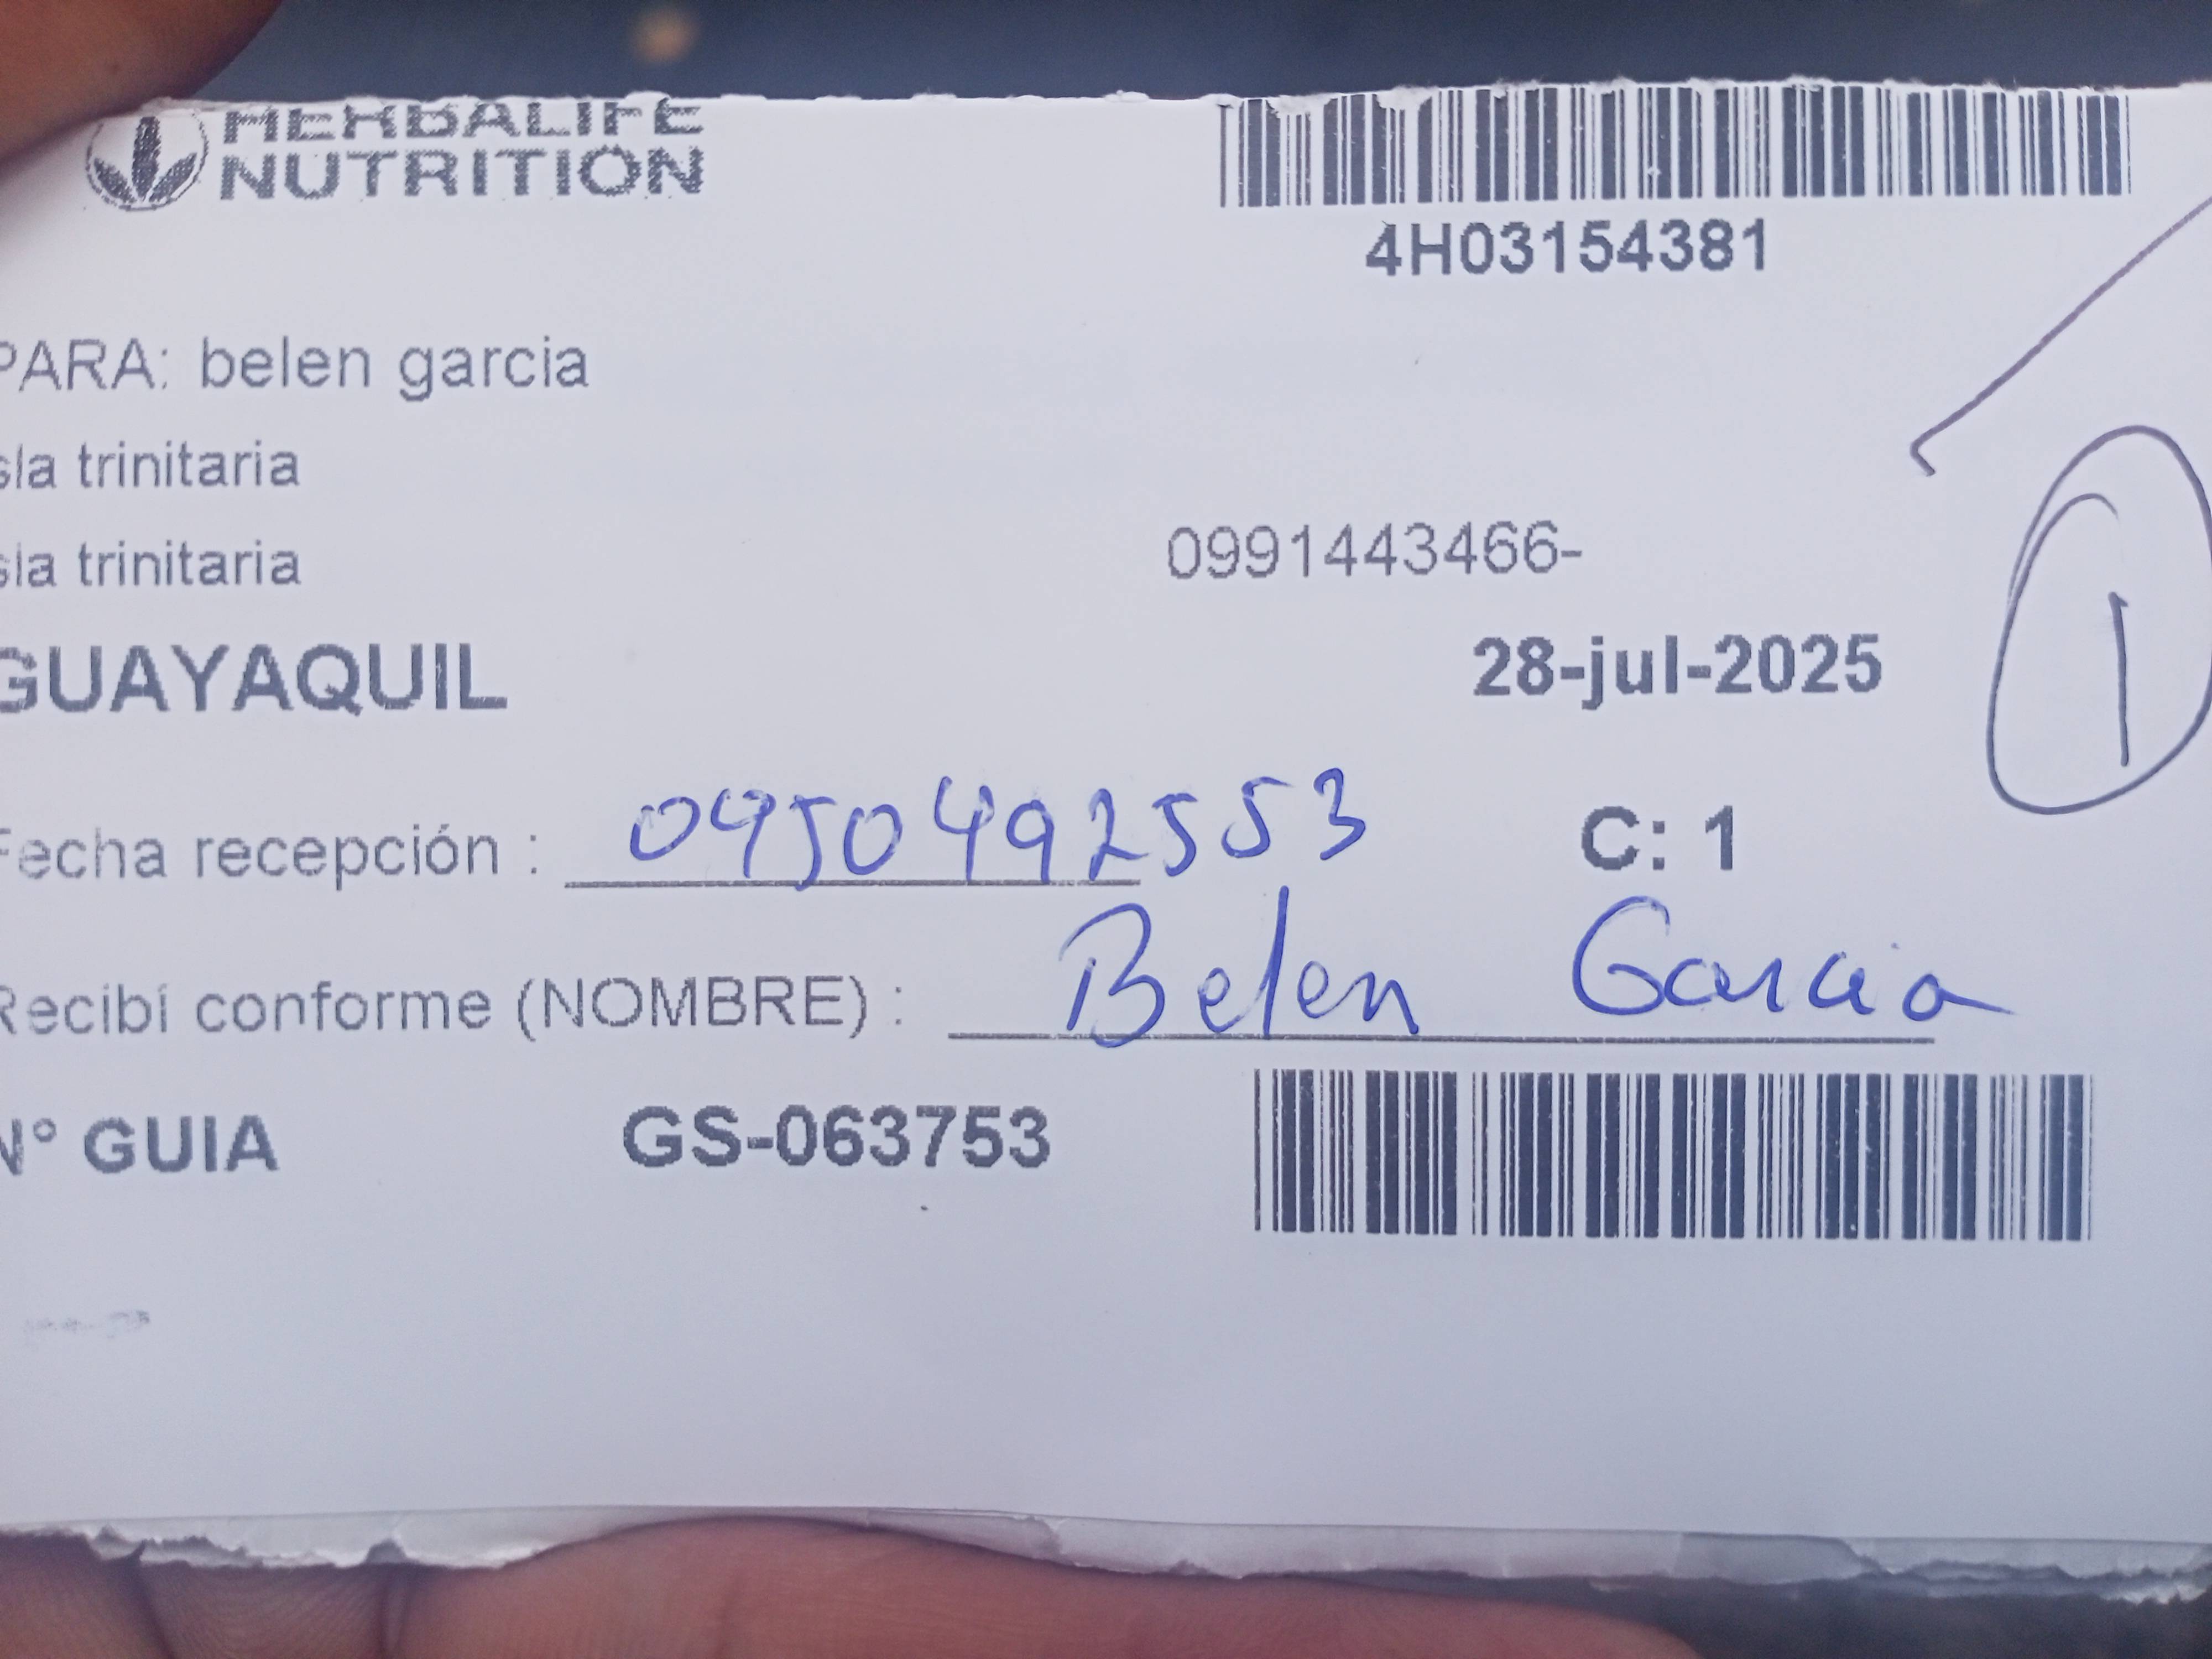 HERBALIFE
NUTRITION
4H03154381
PARA: belen garcia
sla trinitaria
sla trinitaria
0991443466-
GUAYAQUIL
28-jul-2025
1
Fecha recepción : 0950492553
C: 1
Recibí conforme (NOMBRE) : Belen Garcia
N° GUIA GS-063753